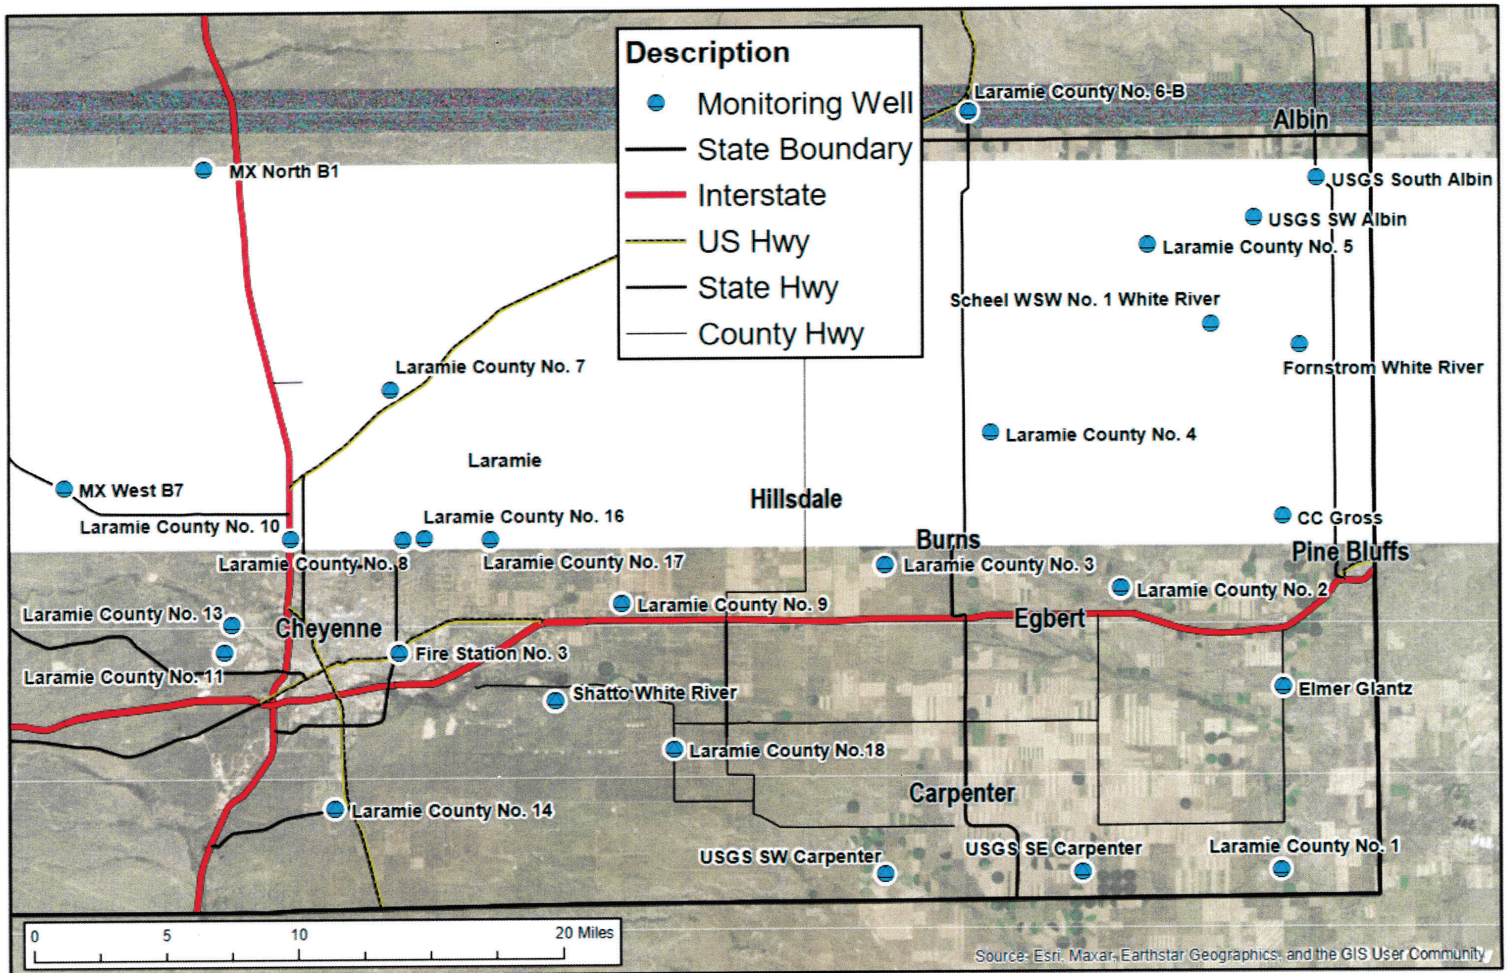 Description
Monitoring Well
State Boundary
Interstate
US Hwy
State Hwy
County Hwy
Laramie County No. 6-B
Albin
MX North B1
USGS South Albin
USGS SW Albin
Laramie County No. 5
Scheel WSW No. 1 White River
Fornstrom White River
Laramie County No. 7
Laramie County No. 4
Laramie
MX West B7
Hillsdale
Laramie County No. 10
Laramie County No. 16
CC Gross
Burns
Pine Bluffs
Laramie County No. 8
Laramie County No. 17
Laramie County No. 3
Laramie County No. 2
Laramie County No. 13
Laramie County No. 9
Cheyenne
Egbert
Laramie County No. 11
Fire Station No. 3
Shatto White River
Elmer Glantz
Laramie County No.18
Carpenter
Laramie County No. 14
USGS SW Carpenter
USGS SE Carpenter
Laramie County No. 1
0 5 10 20 Miles
Source: Esri, Maxar, Earthstar Geographics, and the GIS User Community